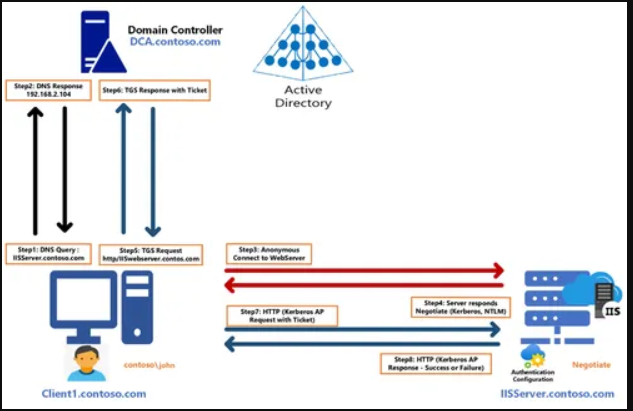 Domain Controller
DCA.contoso.com
Active
Directory
Step2: DNS Response
192.168.2.104
Step6: TGS Response with Ticket
Step1: DNS Query :
IISServer.contoso.com
Step5: TGS Request
http/IISwebserver.contos.com
Step3: Anonymous
Connect to WebServer
Step4: Server responds
Negotiate (Kerberos, NTLM)
Step7: HTTP (Kerberos AP
Request with Ticket)
Step8: HTTP (Kerberos AP
Response - Success or Failure)
IIS
contoso\john
Client1.contoso.com
Authentication
Configuration
Negotiate
IISServer.contoso.com